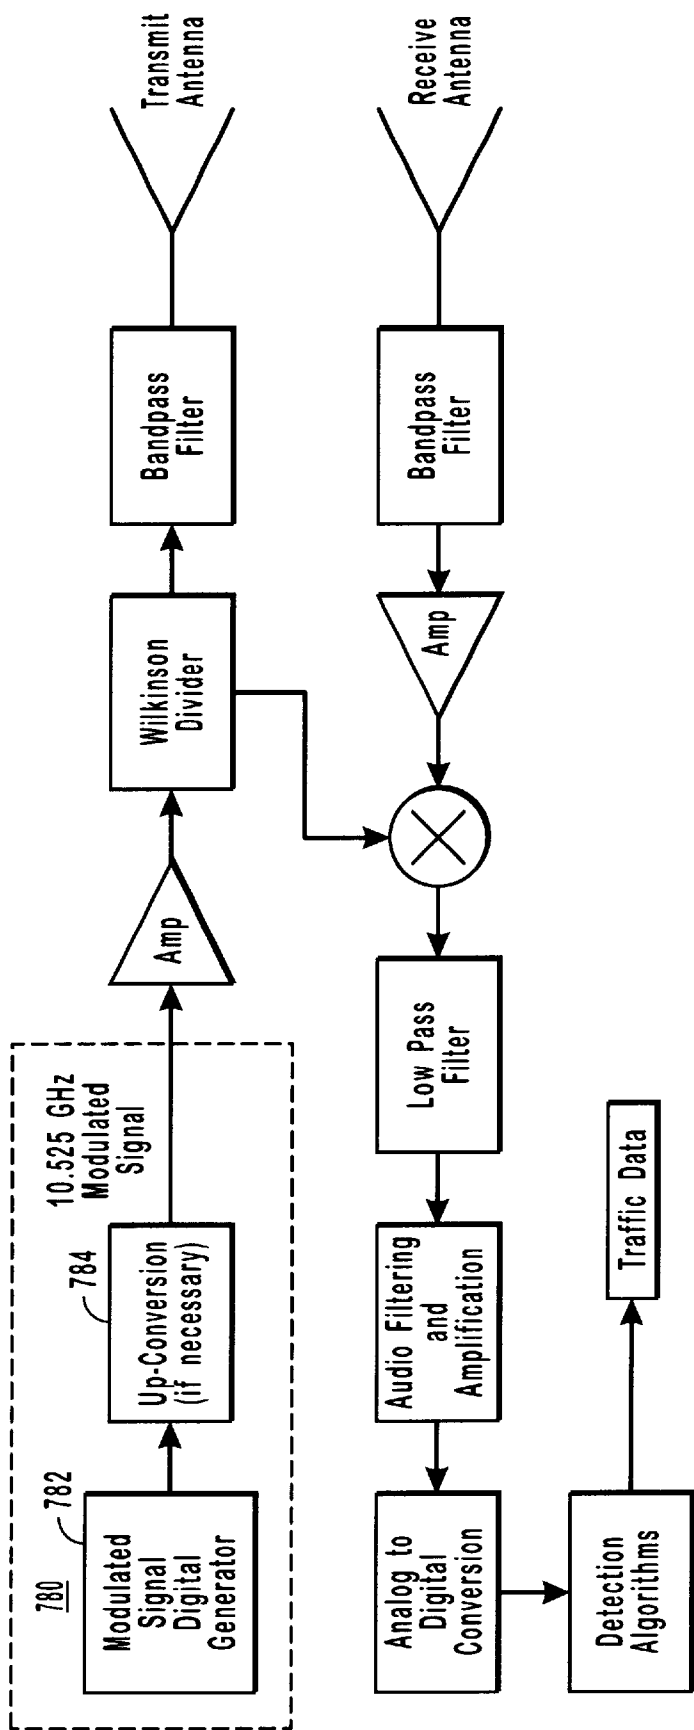 780
782
Modulated
Signal
Digital
Generator
784
Up-Conversion
(if necessary)
10.525 GHz
Modulated
Signal
Amp
Wilkinson
Divider
Bandpass
Filter
Transmit
Antenna
Receive
Antenna
Bandpass
Filter
Amp
Low Pass
Filter
Audio Filtering
and
Amplification
Analog to
Digital
Conversion
Detection
Algorithms
Traffic Data